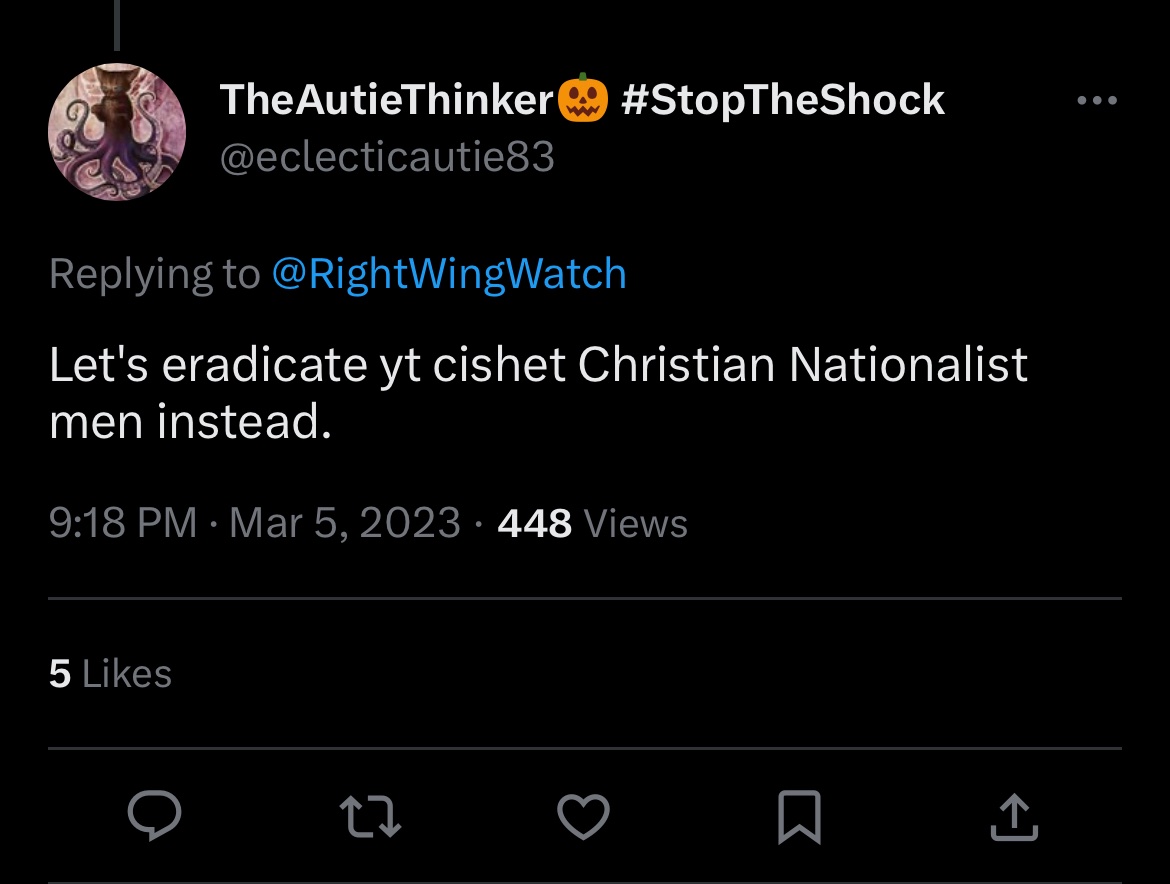 TheAutieThinker🎃 #StopTheShock
@eclecticautie83
Replying to @RightWingWatch
Let's eradicate yt cishet Christian Nationalist
men instead.
9:18 PM · Mar 5, 2023 · 448 Views
5 Likes